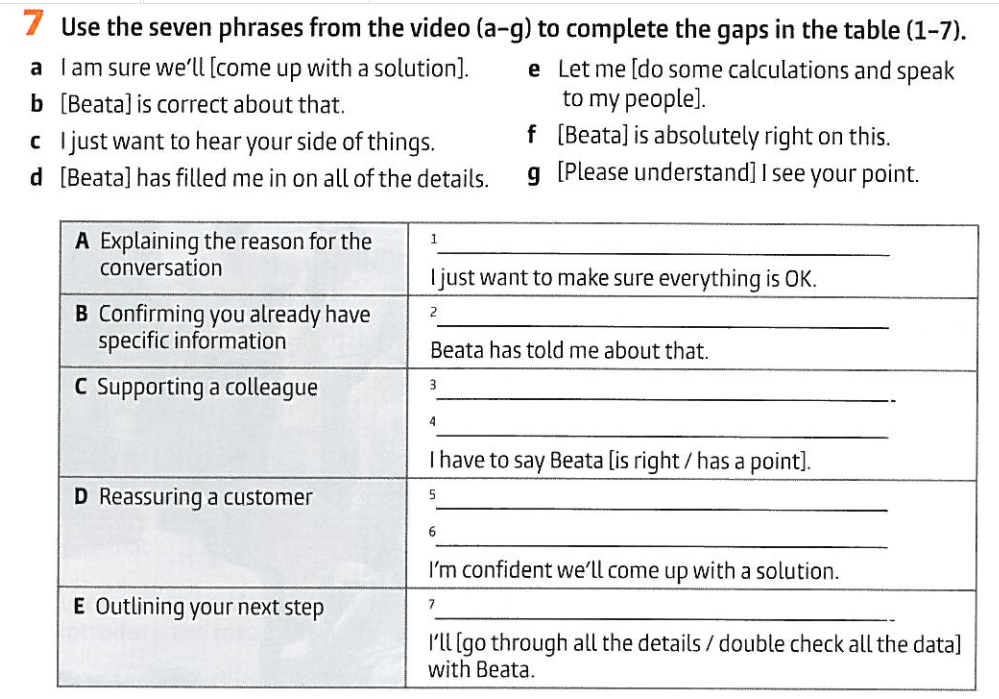 7 Use the seven phrases from the video (a–g) to complete the gaps in the table (1–7).
a I am sure we'll [come up with a solution].
b [Beata] is correct about that.
c I just want to hear your side of things.
d [Beata] has filled me in on all of the details.
e Let me [do some calculations and speak
to my people].
f [Beata] is absolutely right on this.
g [Please understand] I see your point.
A Explaining the reason for the
conversation
1
I just want to make sure everything is OK.
B Confirming you already have
specific information
2
Beata has told me about that.
C Supporting a colleague
3 .
4
I have to say Beata [is right / has a point].
D Reassuring a customer
5
6
I'm confident we'll come up with a solution.
E Outlining your next step
7 .
I'll [go through all the details / double check all the data]
with Beata.